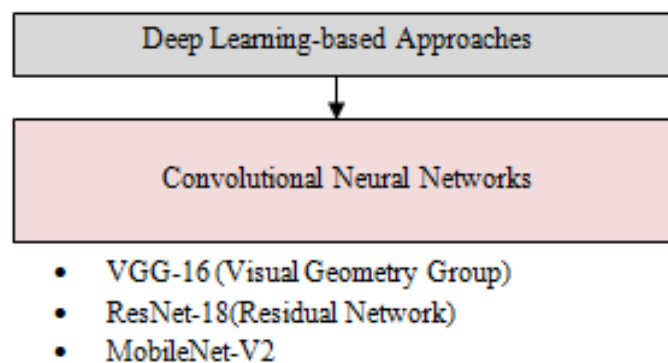 Deep Learning-based Approaches
Convolutional Neural Networks
• VGG-16 (Visual Geometry Group)
• ResNet-18(Residual Network)
• MobileNet-V2